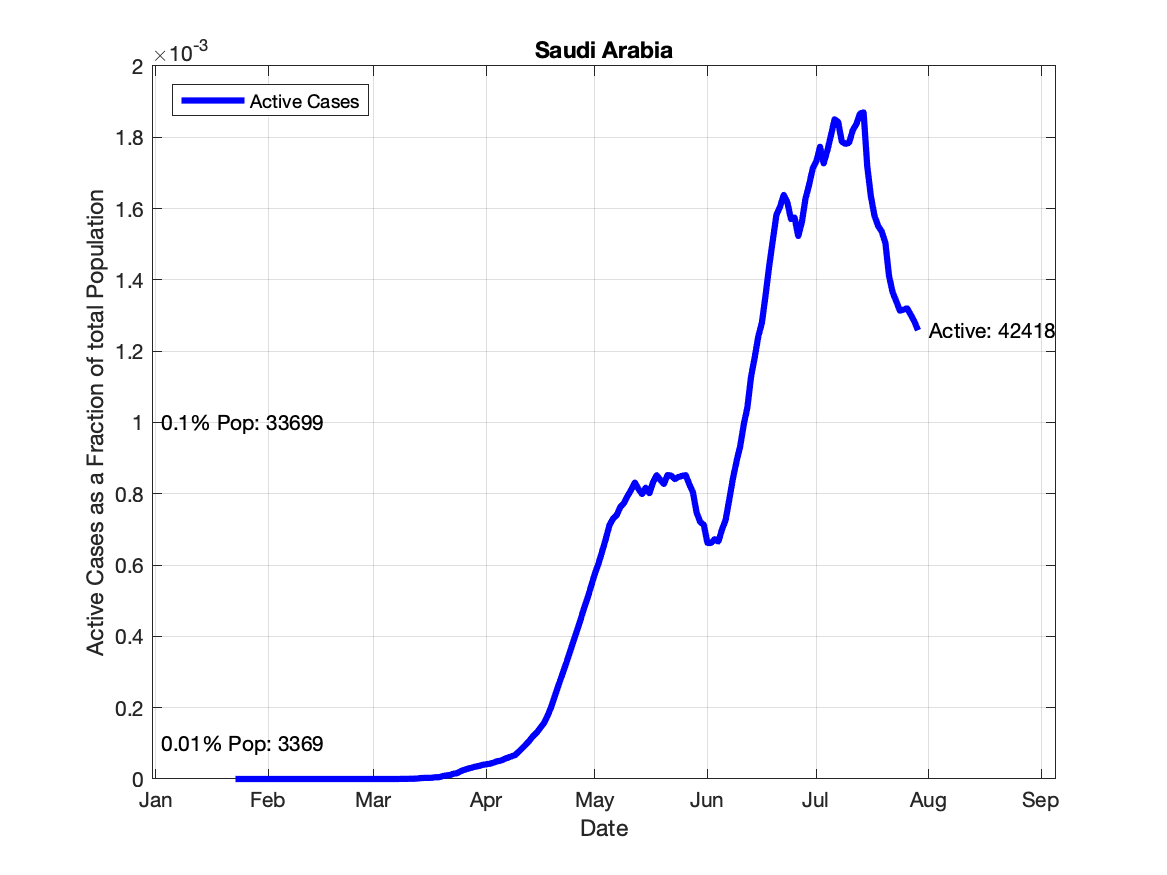 Saudi Arabia
×10-3
Active Cases
2
1.8
1.6
1.4
1.2
1
0.8
0.6
0.4
0.2
0
Active Cases as a Fraction of total Population
Active: 42418
0.1% Pop: 33699
0.01% Pop: 3369
Jan Feb Mar Apr May Jun Jul Aug Sep
Date